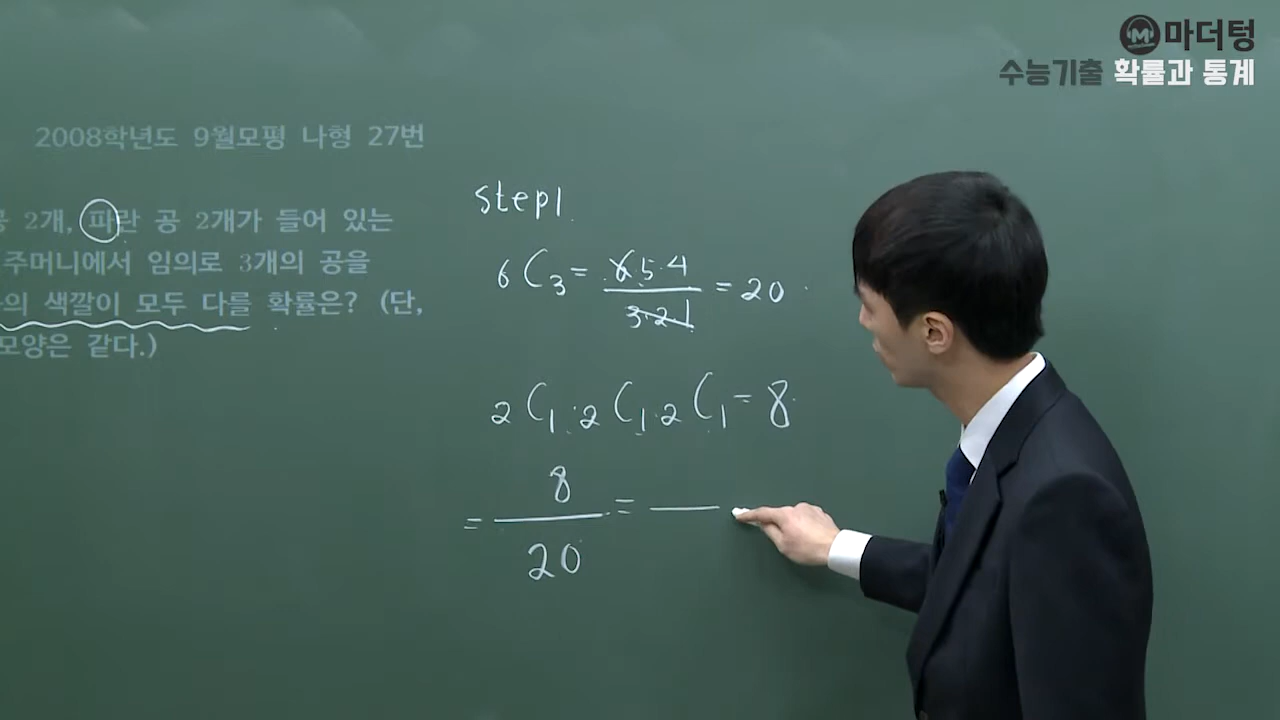 마더텅
수능기출 확률과 통계
2008학년도 9월모평 나형 27번
공 2개, 파란 공 2개가 들어 있는
주머니에서 임의로 3개의 공을
의 색깔이 모두 다를 확률은? (단,
모양은 같다.)
step1.
6C3 = 6·5·4 / 3·2·1 = 20
2C1·2C1·2C1 = 8
= 8/20 =